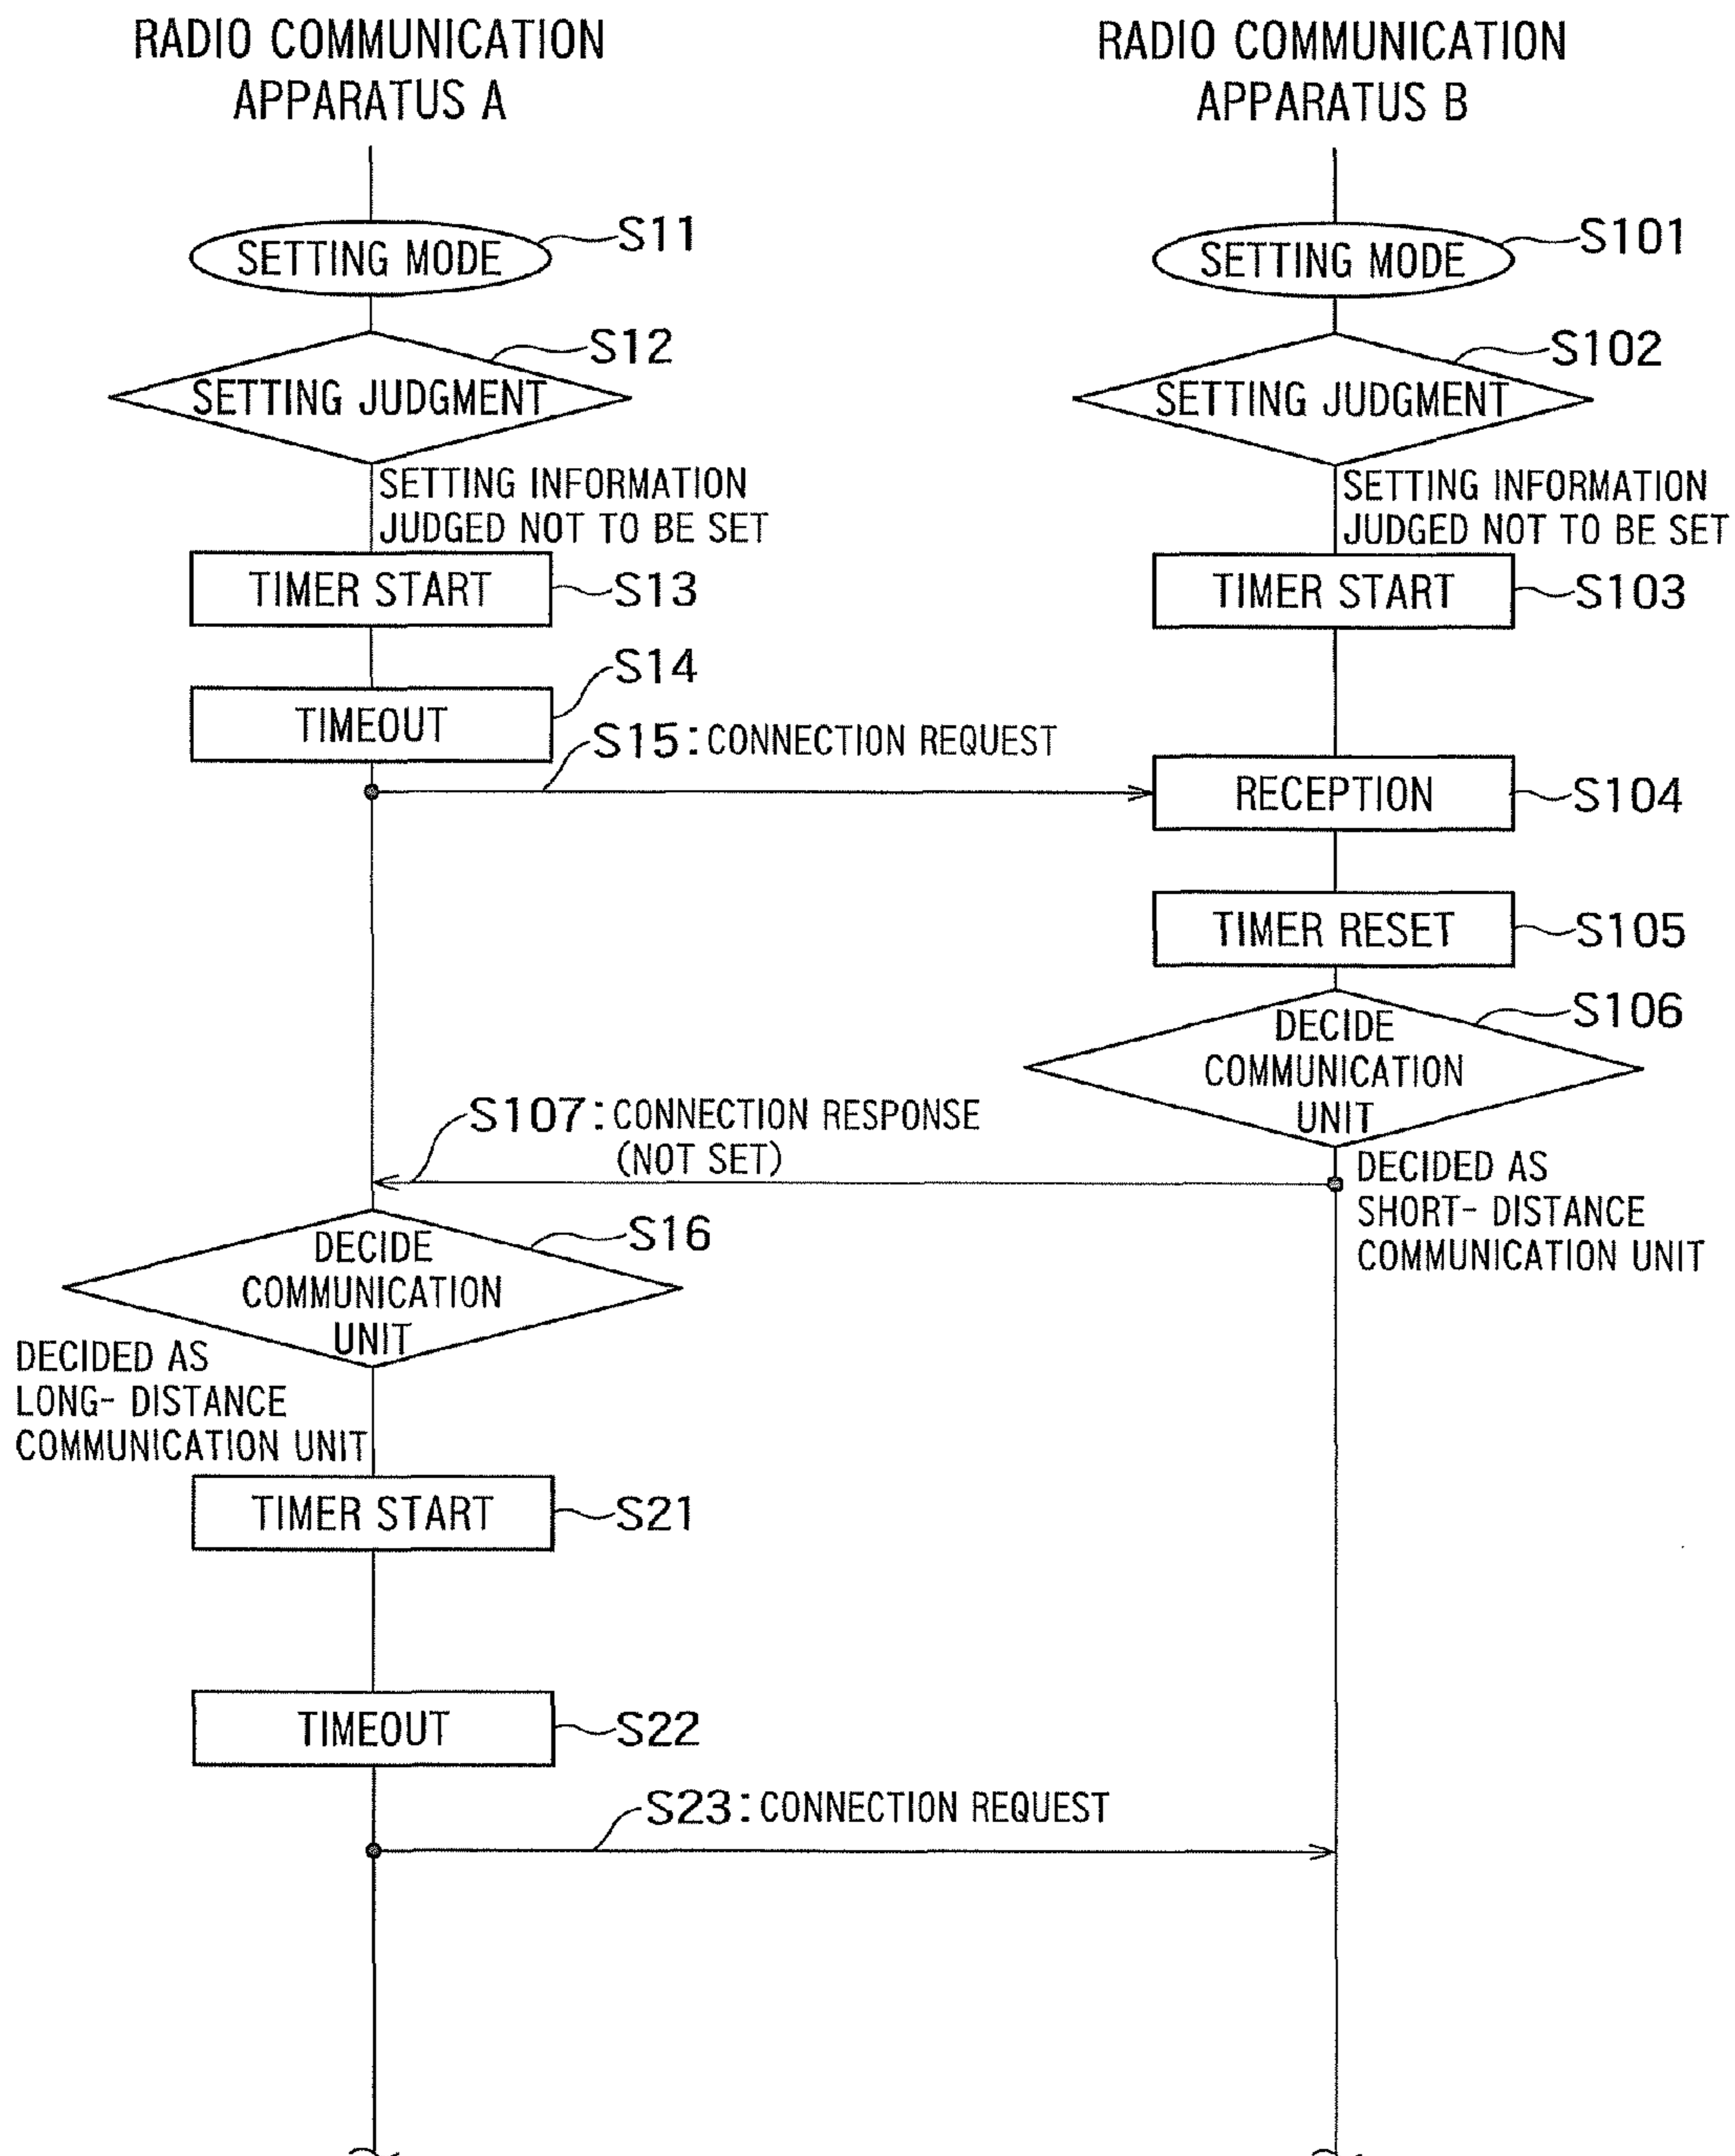 RADIO COMMUNICATION
APPARATUS A
RADIO COMMUNICATION
APPARATUS B
SETTING MODE
S11
SETTING MODE
S101
SETTING JUDGMENT
S12
SETTING JUDGMENT
S102
SETTING INFORMATION
JUDGED NOT TO BE SET
SETTING INFORMATION
JUDGED NOT TO BE SET
TIMER START
S13
TIMER START
S103
S14
TIMEOUT
S15: CONNECTION REQUEST
RECEPTION
S104
TIMER RESET
S105
S106
DECIDE
COMMUNICATION
UNIT
S107: CONNECTION RESPONSE
(NOT SET)
DECIDED AS
SHORT- DISTANCE
COMMUNICATION UNIT
S16
DECIDE
COMMUNICATION
UNIT
DECIDED AS
LONG- DISTANCE
COMMUNICATION UNIT
TIMER START
S21
TIMEOUT
S22
S23: CONNECTION REQUEST